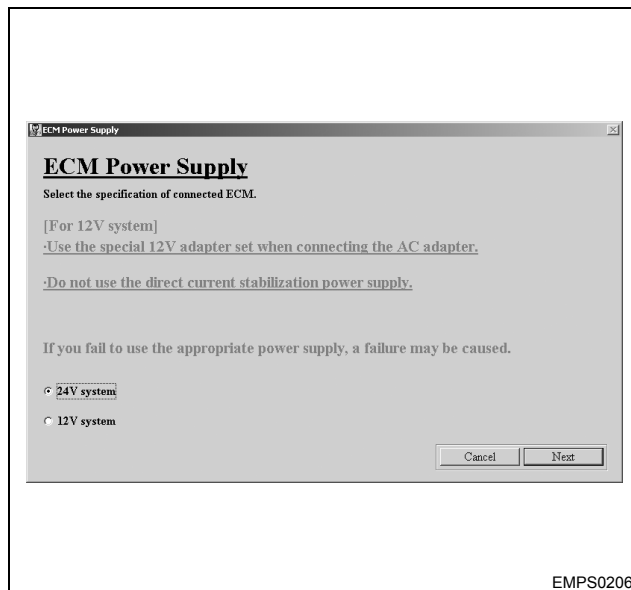 ECM Power Supply
ECM Power Supply
Select the specification of connected ECM.
[For 12V system]
·Use the special 12V adapter set when connecting the AC adapter.
·Do not use the direct current stabilization power supply.
If you fail to use the appropriate power supply, a failure may be caused.
24V system
12V system
Cancel Next
EMPS0206